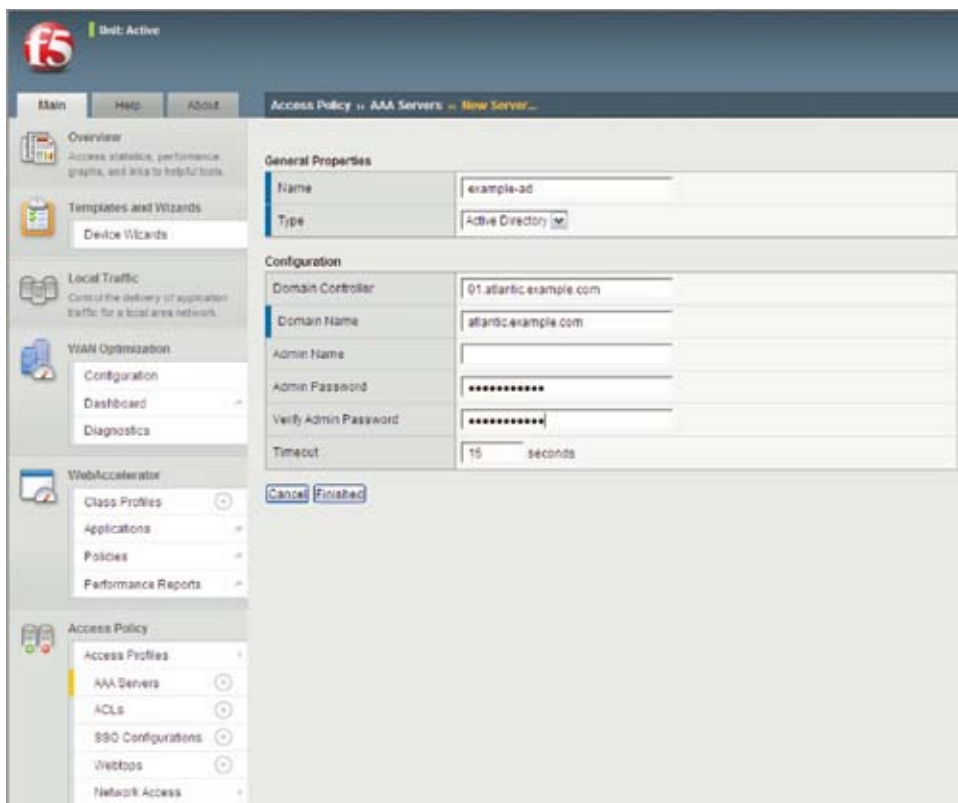 f5
Unit: Active
Main Help About
Access Policy » AAA Servers » New Server...
Overview
Access statistics, performance
graphs, and links to helpful tools.
Templates and Wizards
Device Wizards
Local Traffic
Control the delivery of application
traffic for a local area network.
WAN Optimization
Configuration
Dashboard
Diagnostics
WebAccelerator
Class Profiles
Applications
Policies
Performance Reports
Access Policy
Access Profiles
AAA Servers
ACLs
SSO Configurations
Webtops
Network Access
General Properties
Name example-ad
Type Active Directory
Configuration
Domain Controller 01.atlantic.example.com
Domain Name atlantic.example.com
Admin Name
Admin Password •••••••••••
Verify Admin Password •••••••••••
Timeout 15 seconds
Cancel Finished